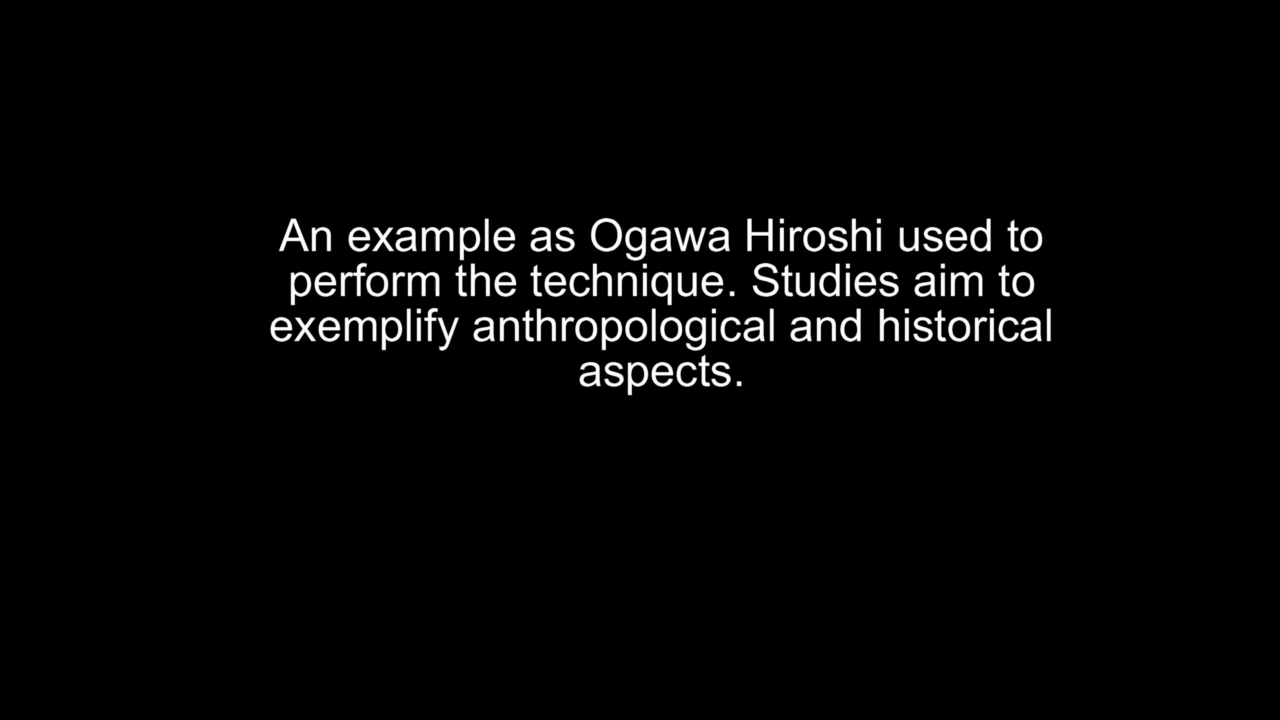 An example as Ogawa Hiroshi used to
perform the technique. Studies aim to
exemplify anthropological and historical
aspects.